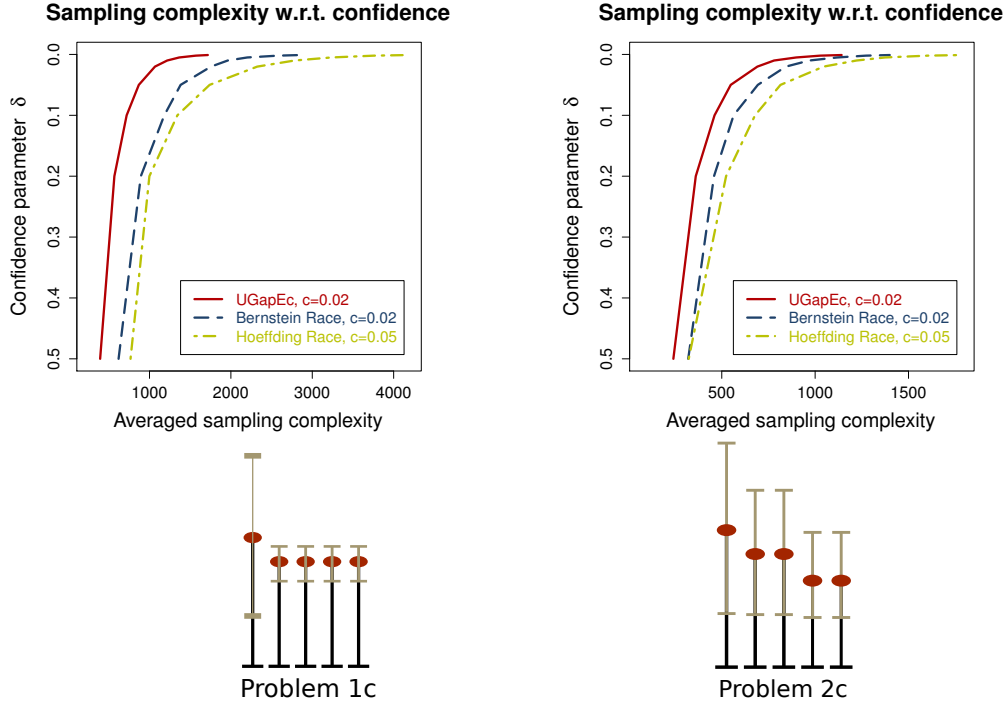 Sampling complexity w.r.t. confidence
Confidence parameter δ
0.0
0.1
0.2
0.3
0.4
0.5
UGapEc, c=0.02
Bernstein Race, c=0.02
Hoeffding Race, c=0.05
1000 2000 3000 4000
Averaged sampling complexity
Problem 1c
Sampling complexity w.r.t. confidence
Confidence parameter δ
0.0
0.1
0.2
0.3
0.4
0.5
UGapEc, c=0.02
Bernstein Race, c=0.02
Hoeffding Race, c=0.05
500 1000 1500
Averaged sampling complexity
Problem 2c